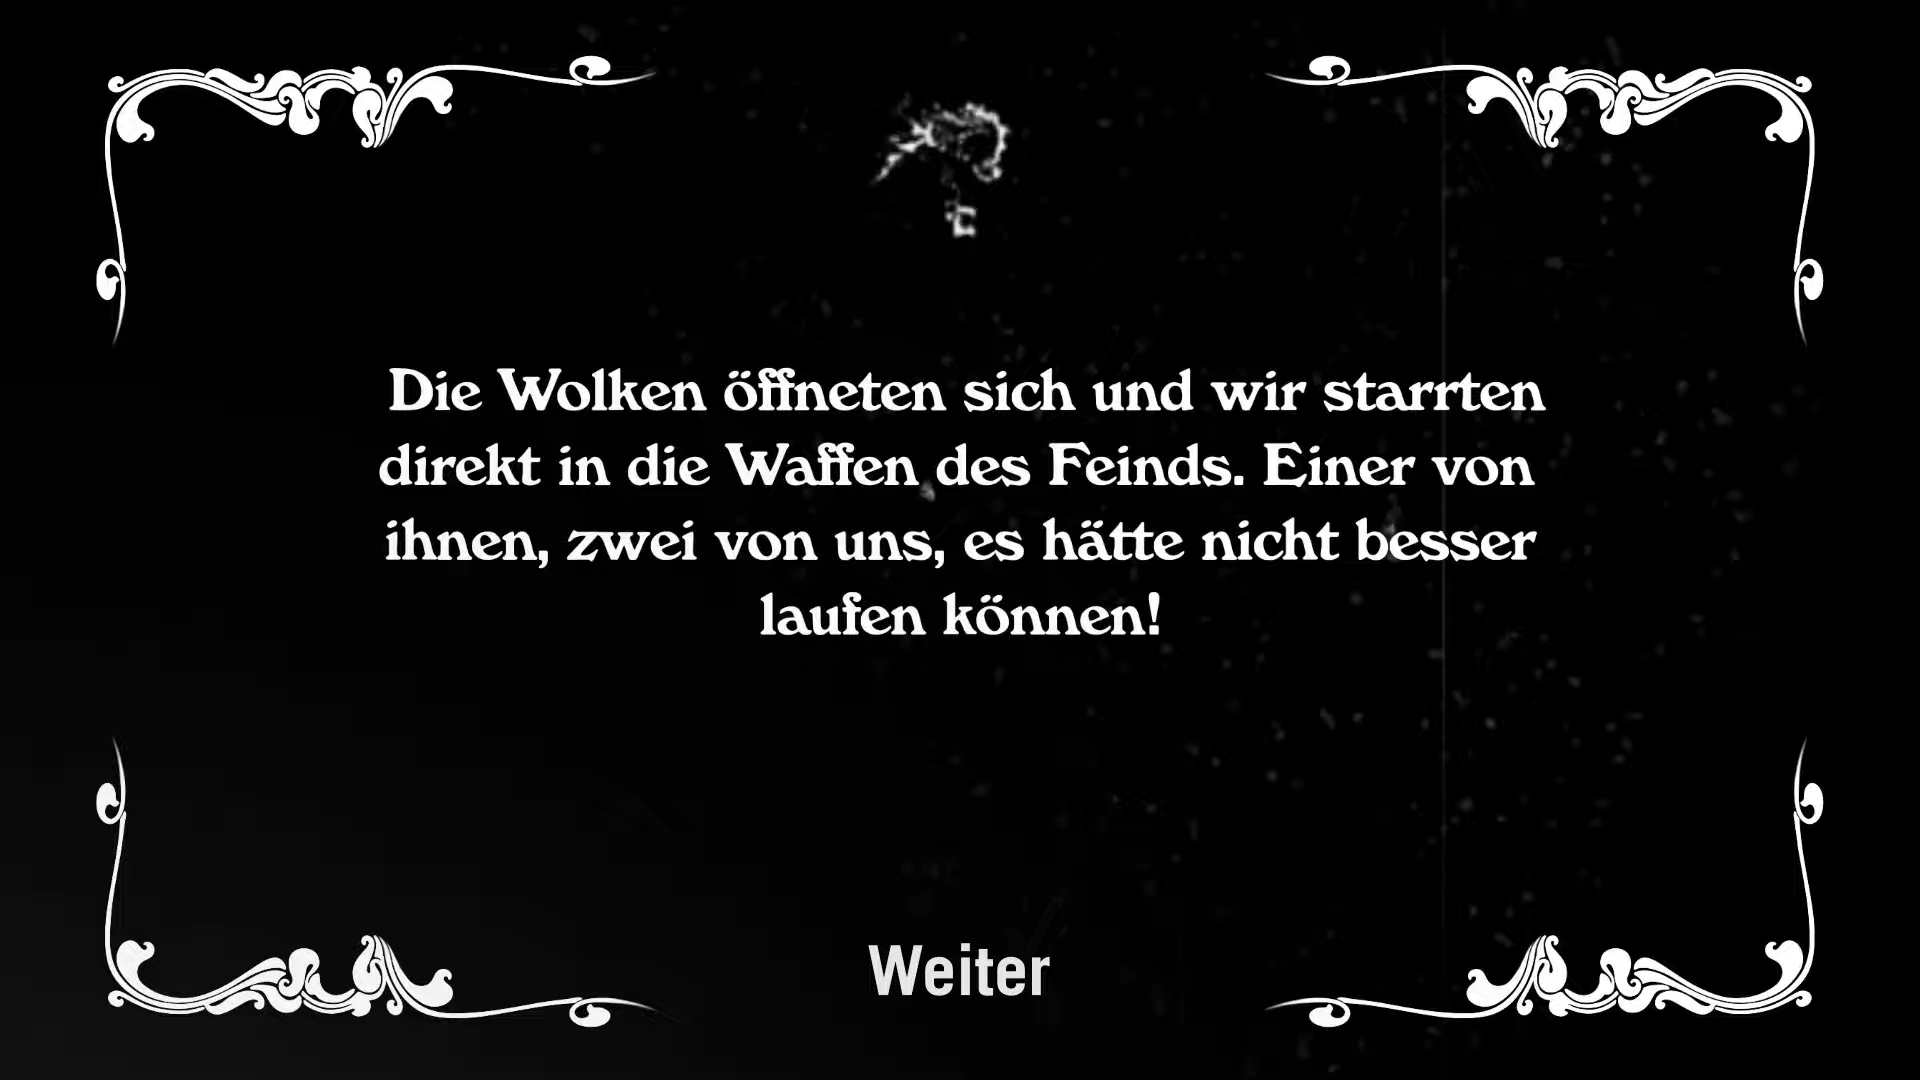 Die Wolken öffneten sich und wir starrten
direkt in die Waffen des Feinds. Einer von
ihnen, zwei von uns, es hätte nicht besser
laufen können!
Weiter